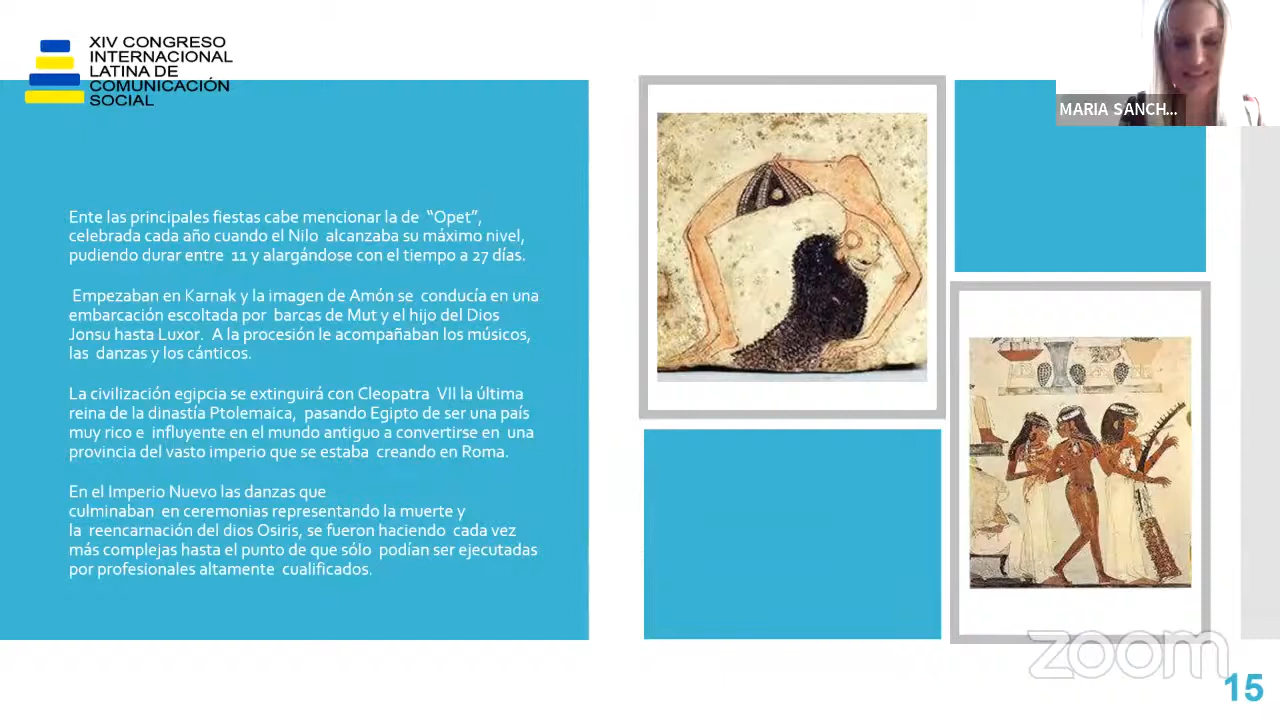 XIV CONGRESO
INTERNACIONAL
LATINA DE
COMUNICACIÓN
SOCIAL
MARIA SANCH...
Ente las principales fiestas cabe mencionar la de “Opet”,
celebrada cada año cuando el Nilo alcanzaba su máximo nivel,
pudiendo durar entre 11 y alargándose con el tiempo a 27 días.
Empezaban en Karnak y la imagen de Amón se conducía en una
embarcación escoltada por barcas de Mut y el hijo del Dios
Jonsu hasta Luxor. A la procesión le acompañaban los músicos,
las danzas y los cánticos.
La civilización egipcia se extinguirá con Cleopatra VII la última
reina de la dinastía Ptolemaica, pasando Egipto de ser una país
muy rico e influyente en el mundo antiguo a convertirse en una
provincia del vasto imperio que se estaba creando en Roma.
En el Imperio Nuevo las danzas que
culminaban en ceremonias representando la muerte y
la reencarnación del dios Osiris, se fueron haciendo cada vez
más complejas hasta el punto de que sólo podían ser ejecutadas
por profesionales altamente cualificados.
zoom
15